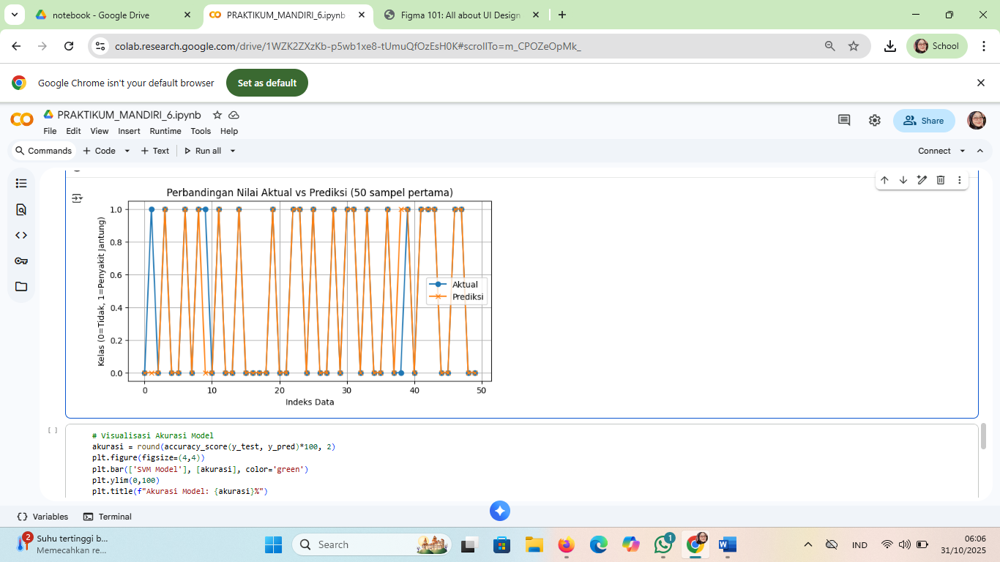 notebook - Google Drive
PRAKTIKUM_MANDIRI_6.ipynb
Figma 101: All about UI Design
colab.research.google.com/drive/1WZK2ZXzKb-p5wb1xe8-tUmuQfOzEsH0K#scrollTo=m_CPOZeOpMk_
School
Google Chrome isn't your default browser
Set as default
PRAKTIKUM_MANDIRI_6.ipynb
Share
File Edit View Insert Runtime Tools Help
Commands + Code + Text Run all
Connect
Perbandingan Nilai Aktual vs Prediksi (50 sampel pertama)
Kelas (0=Tidak, 1=Penyakit Jantung)
1.0
0.8
0.6
0.4
0.2
0.0
Aktual
Prediksi
0 10 20 30 40 50
Indeks Data
[ ]
# Visualisasi Akurasi Model
akurasi = round(accuracy_score(y_test, y_pred)*100, 2)
plt.figure(figsize=(4,4))
plt.bar(['SVM Model'], [akurasi], color='green')
plt.ylim(0,100)
plt.title(f"Akurasi Model: {akurasi}%")
{} Variables Terminal
2
Suhu tertinggi b...
Memecahkan re...
Search
1
IND
06:06
31/10/2025